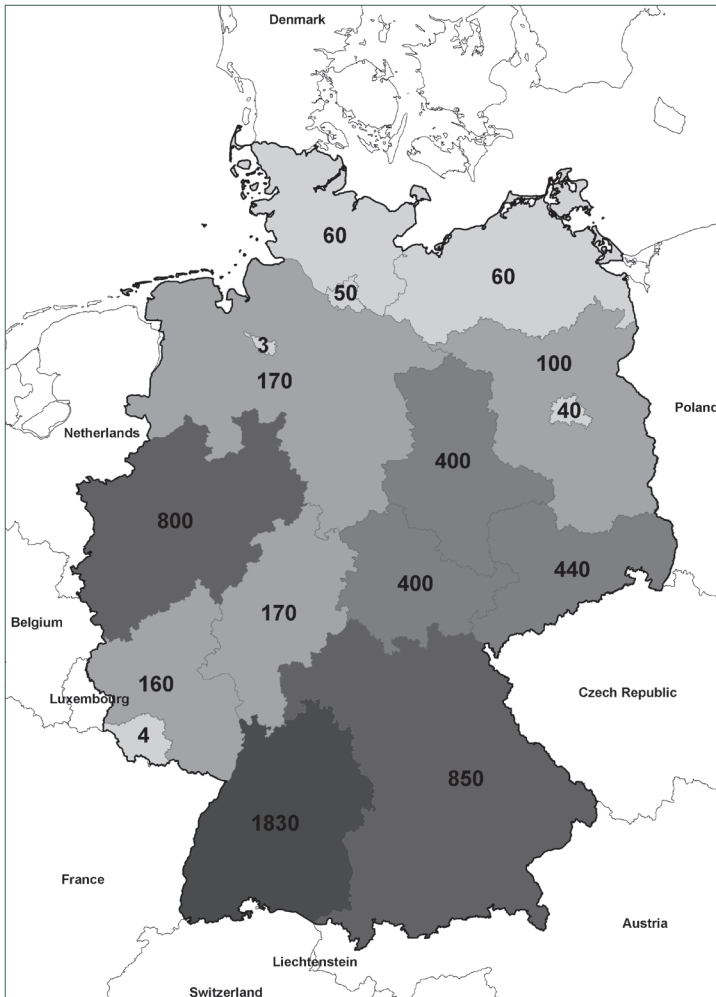 Denmark
60
60
50
3
100
170
40
Poland
Netherlands
400
800
440
400
170
Belgium
160
Luxembourg
Czech Republic
4
850
1830
France
Austria
Liechtenstein
Switzerland